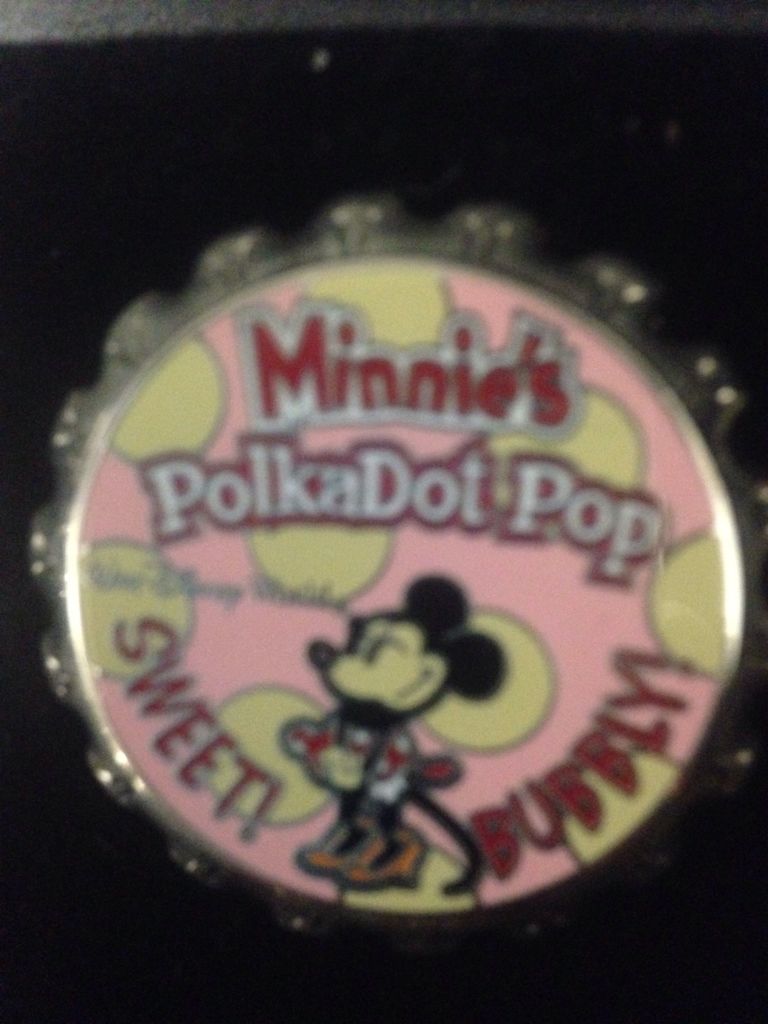 Minnie's
PolkaDot Pop
Walt Disney World
SWEET!
BUBBLY!